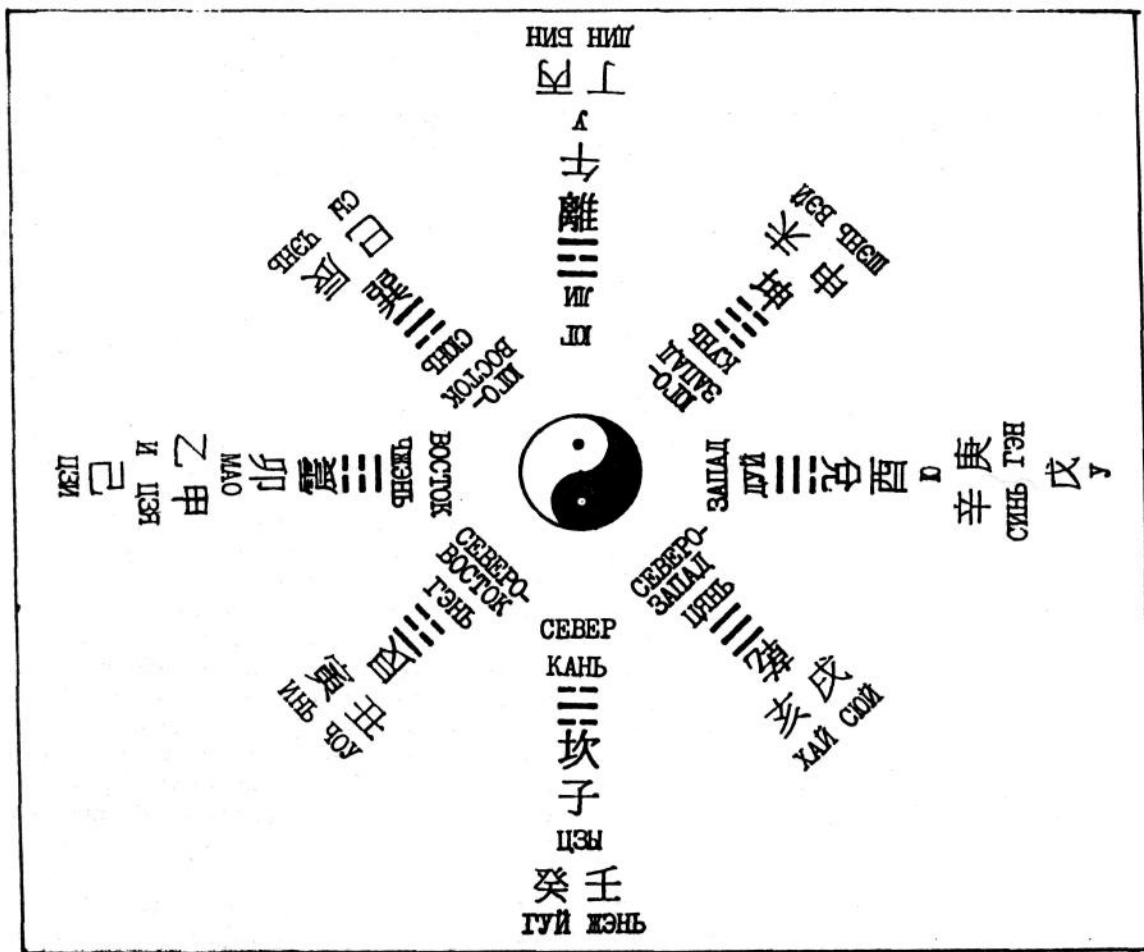 ДИН БИН
丙 丁
У
午
離
ЛИ
ЮГ
СЫ
ЧЭНЬ
巳
辰
巽
СЮНЬ
ЮГО-
ВОСТОК
ШЭНЬ ВЭЙ
未 申
坤
КУНЬ
ЮГО-
ЗАПАД
ЦЗИ
己
ЦЗЯ И
甲 乙
МАО
卯
震
ЧЖЭНЬ
ВОСТОК
ЗАПАД
ДУЙ
兌
酉
Ю
辛 庚
СИНЬ ГЭН
戊
У
СЕВЕРО-
ВОСТОК
ГЭНЬ
艮
寅 丑
ИНЬ ЧОУ
СЕВЕРО-
ЗАПАД
ЦЯНЬ
乾
亥 戌
ХАЙ СЮЙ
СЕВЕР
КАНЬ
坎
子
ЦЗЫ
癸 壬
ГУЙ ЖЭНЬ